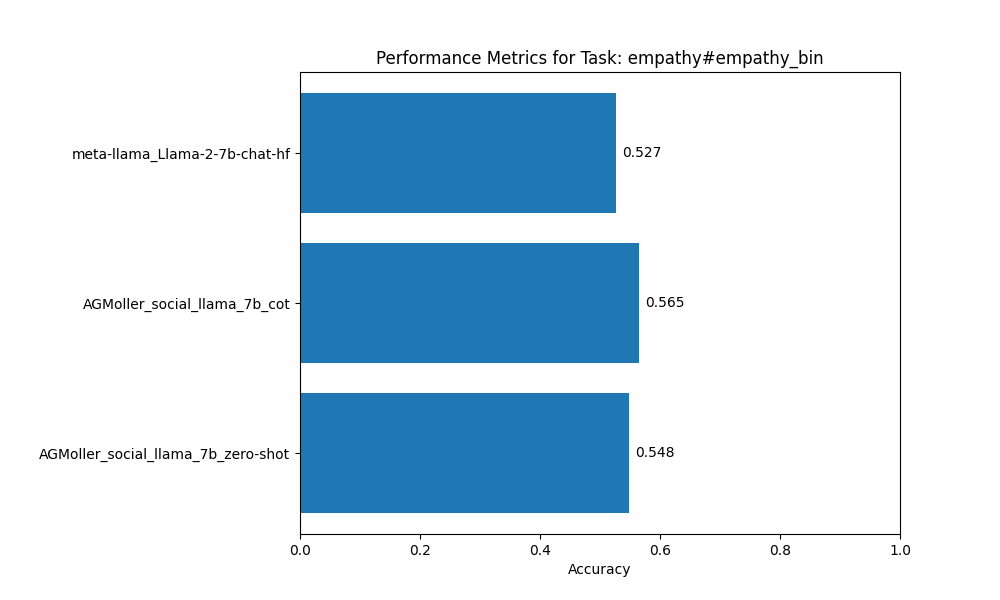 Performance Metrics for Task: empathy#empathy_bin
meta-llama_Llama-2-7b-chat-hf
0.527
AGMoller_social_llama_7b_cot
0.565
AGMoller_social_llama_7b_zero-shot
0.548
0.0 0.2 0.4 0.6 0.8 1.0
Accuracy